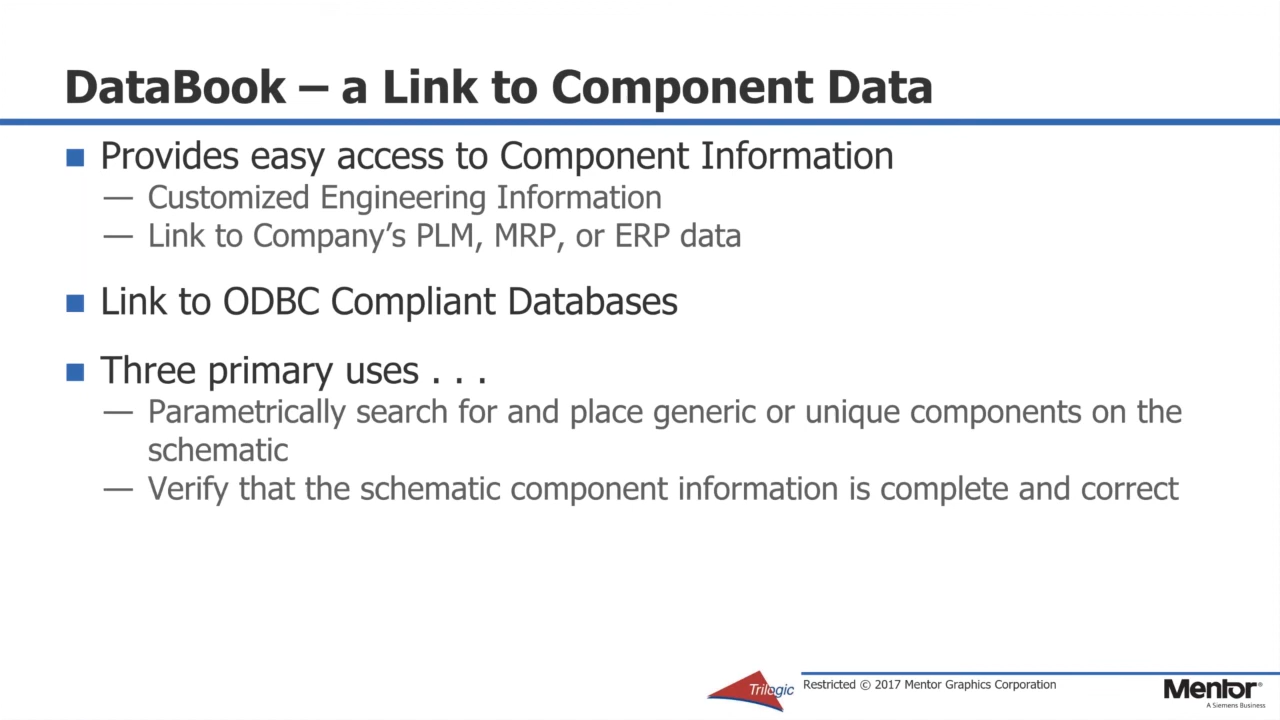 DataBook – a Link to Component Data
Provides easy access to Component Information
— Customized Engineering Information
— Link to Company's PLM, MRP, or ERP data
Link to ODBC Compliant Databases
Three primary uses . . .
— Parametrically search for and place generic or unique components on the
schematic
— Verify that the schematic component information is complete and correct
Trilogic
Restricted © 2017 Mentor Graphics Corporation
Mentor®
A Siemens Business